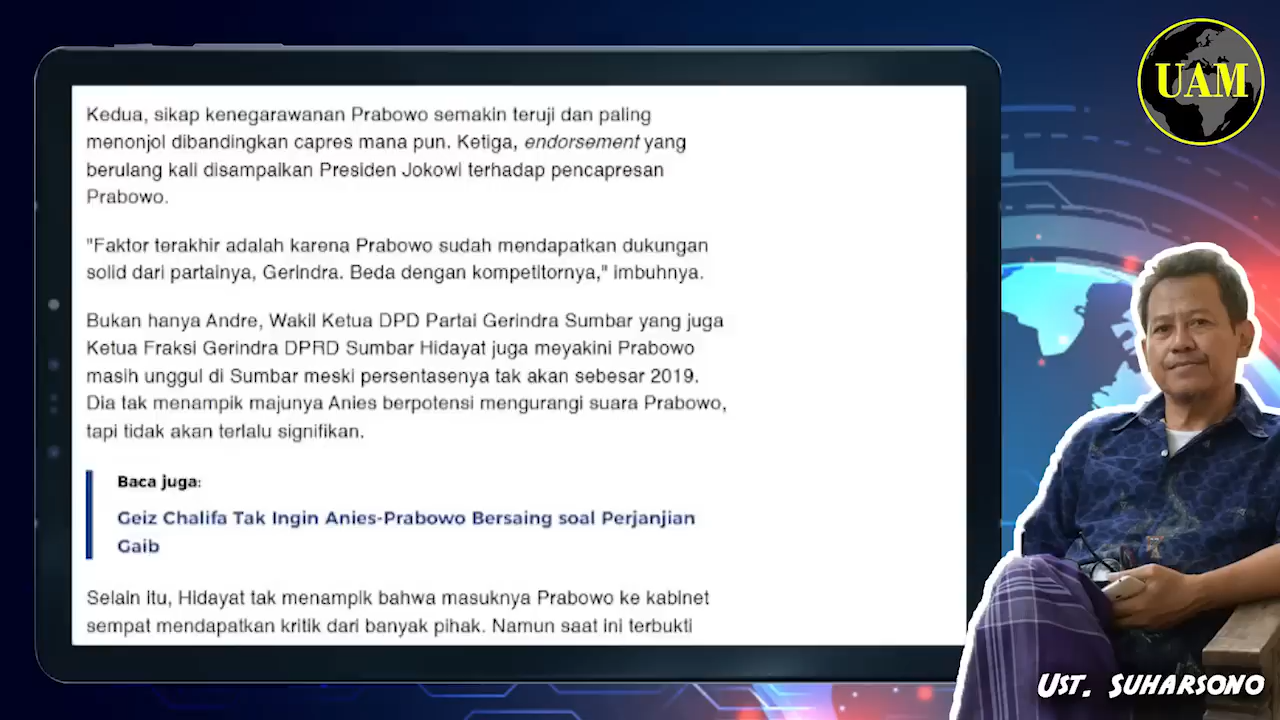 Kedua, sikap kenegarawanan Prabowo semakin teruji dan paling
menonjol dibandingkan capres mana pun. Ketiga, endorsement yang
berulang kali disampaikan Presiden Jokowi terhadap pencapresan
Prabowo.
"Faktor terakhir adalah karena Prabowo sudah mendapatkan dukungan
solid dari partainya, Gerindra. Beda dengan kompetitornya," imbuhnya.
Bukan hanya Andre, Wakil Ketua DPD Partai Gerindra Sumbar yang juga
Ketua Fraksi Gerindra DPRD Sumbar Hidayat juga meyakini Prabowo
masih unggul di Sumbar meski persentasenya tak akan sebesar 2019.
Dia tak menampik majunya Anies berpotensi mengurangi suara Prabowo,
tapi tidak akan terlalu signifikan.
Baca juga:
Geiz Chalifa Tak Ingin Anies-Prabowo Bersaing soal Perjanjian
Gaib
Selain itu, Hidayat tak menampik bahwa masuknya Prabowo ke kabinet
sempat mendapatkan kritik dari banyak pihak. Namun saat ini terbukti
UAM
Ust. Suharsono